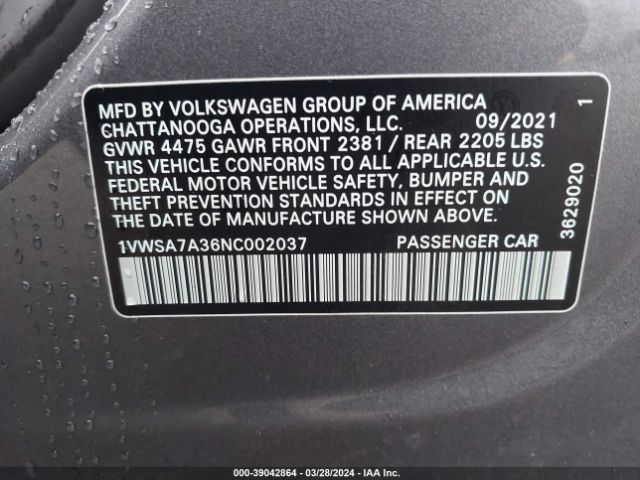 MFD BY VOLKSWAGEN GROUP OF AMERICA
CHATTANOOGA OPERATIONS, LLC. 09/2021
GVWR 4475 GAWR FRONT 2381 / REAR 2205 LBS
THIS VEHICLE CONFORMS TO ALL APPLICABLE U.S.
FEDERAL MOTOR VEHICLE SAFETY, BUMPER AND
THEFT PREVENTION STANDARDS IN EFFECT ON
THE DATE OF MANUFACTURE SHOWN ABOVE.
1VWSA7A36NC002037 PASSENGER CAR
3629020 1
000-39042864 | 03/28/2024 | IAA Inc.